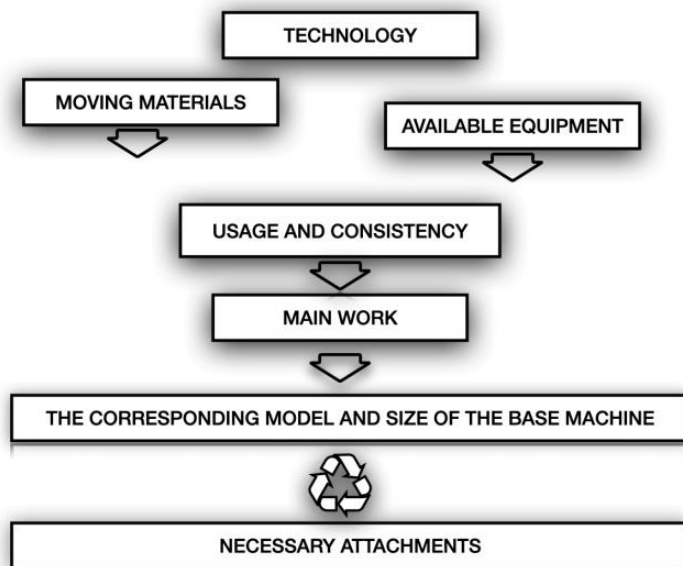 TECHNOLOGY
MOVING MATERIALS
AVAILABLE EQUIPMENT
USAGE AND CONSISTENCY
MAIN WORK
THE CORRESPONDING MODEL AND SIZE OF THE BASE MACHINE
NECESSARY ATTACHMENTS